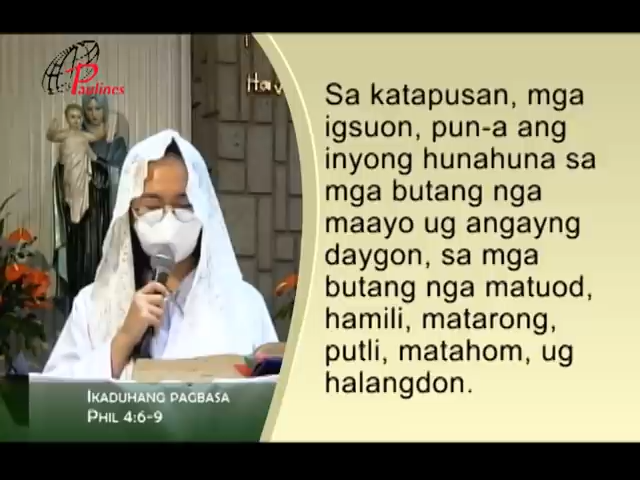 Paulines
Hav
Sa katapusan, mga
igsuon, pun-a ang
inyong hunahuna sa
mga butang nga
maayo ug angayng
daygon, sa mga
butang nga matuod,
hamili, matarong,
putli, matahom, ug
halangdon.
IKADUHANG PAGBASA
PHIL 4:6-9